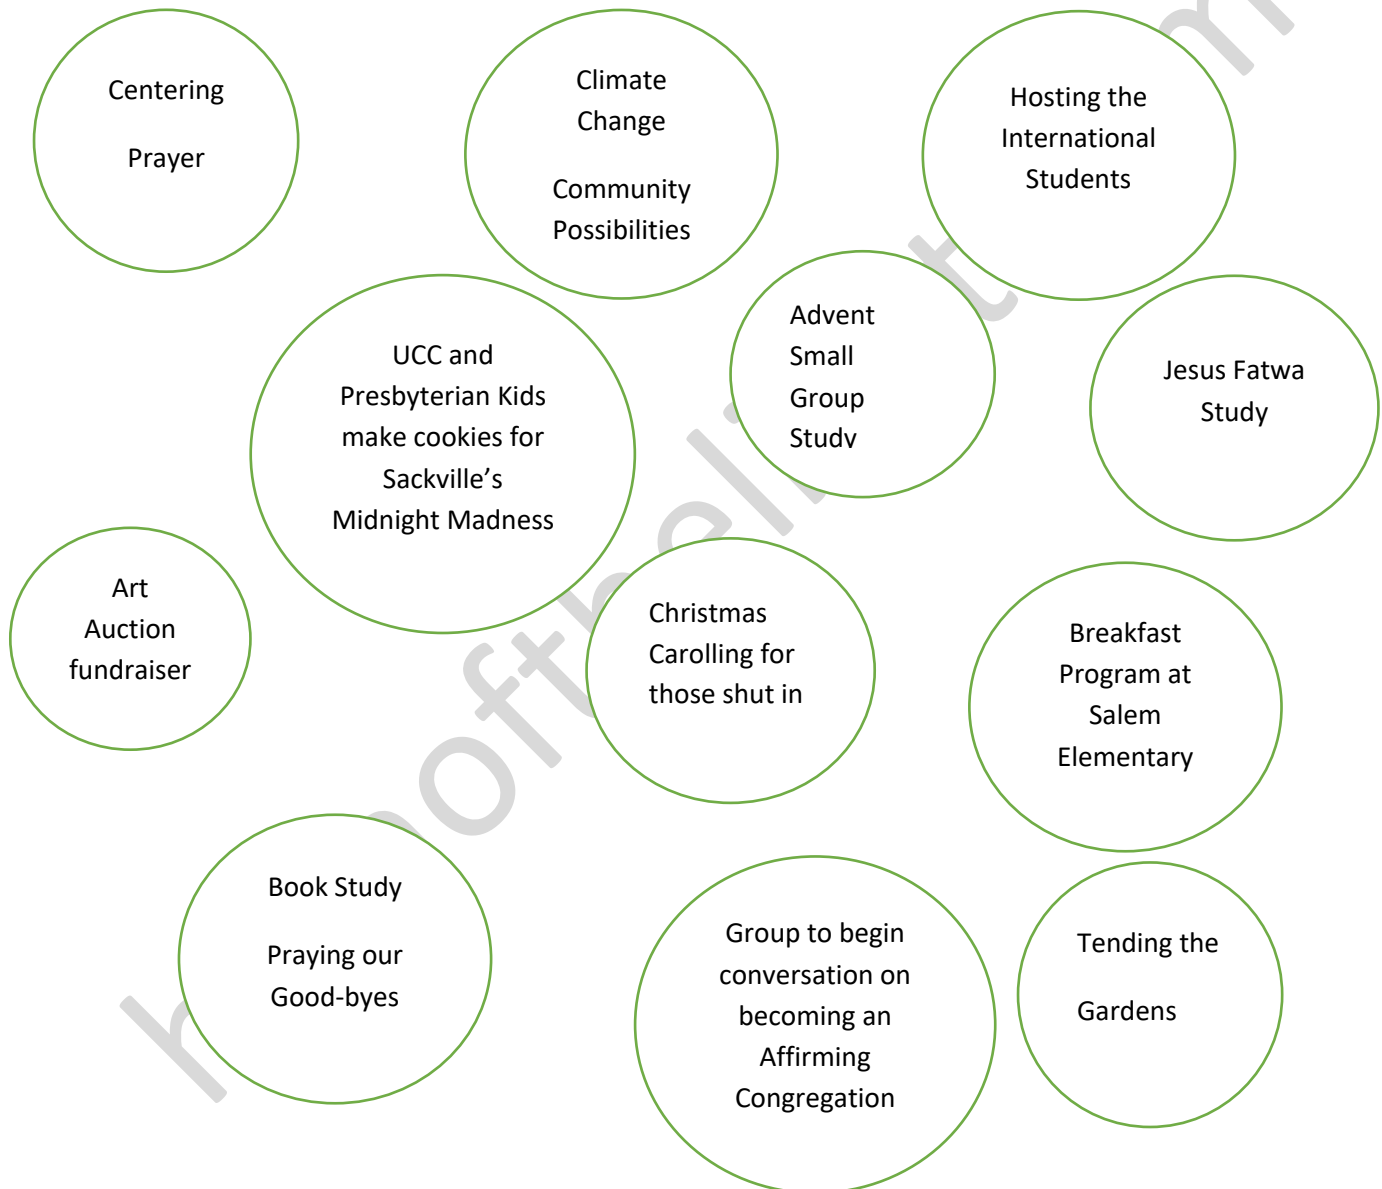 Centering
Prayer
Climate
Change
Community
Possibilities
Hosting the
International
Students
UCC and
Presbyterian Kids
make cookies for
Sackville’s
Midnight Madness
Advent
Small
Group
Study
Jesus Fatwa
Study
Art
Auction
fundraiser
Christmas
Carolling for
those shut in
Breakfast
Program at
Salem
Elementary
Book Study
Praying our
Good-byes
Group to begin
conversation on
becoming an
Affirming
Congregation
Tending the
Gardens